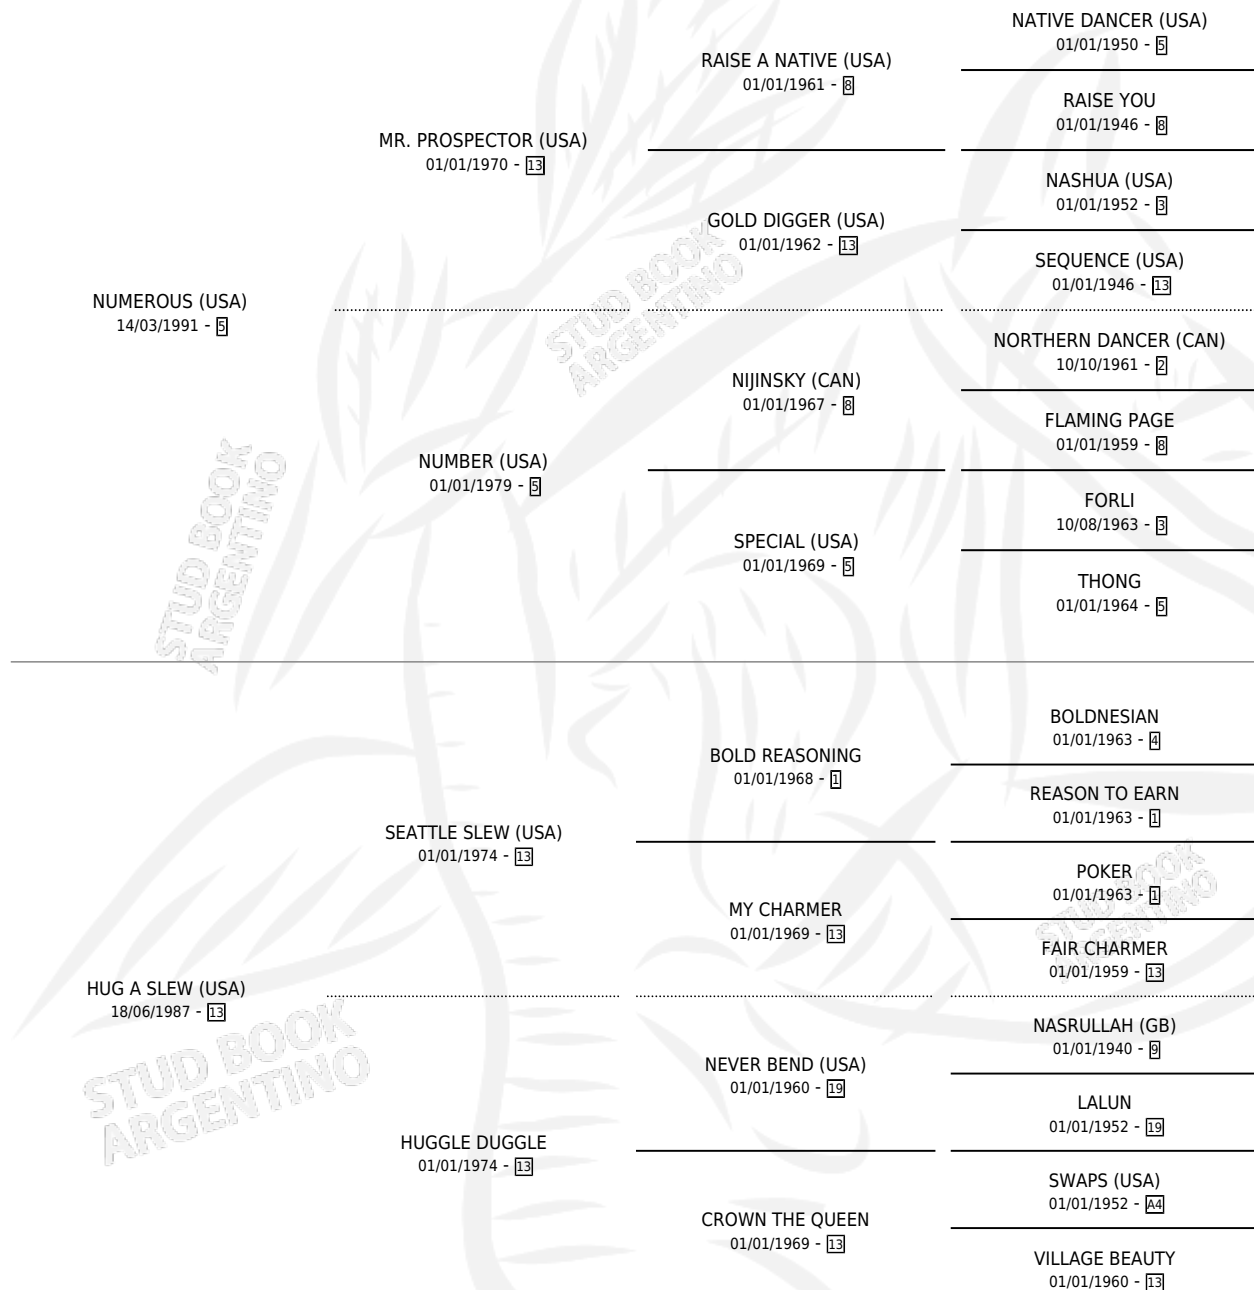 NATIVE DANCER (USA)
01/01/1950 - 5
RAISE A NATIVE (USA)
01/01/1961 - 8
RAISE YOU
01/01/1946 - 8
MR. PROSPECTOR (USA)
01/01/1970 - 13
NASHUA (USA)
01/01/1952 - 3
GOLD DIGGER (USA)
01/01/1962 - 13
SEQUENCE (USA)
01/01/1946 - 13
NUMEROUS (USA)
14/03/1991 - 5
STUD BOOK
ARGENTINO
NORTHERN DANCER (CAN)
10/10/1961 - 2
NIJINSKY (CAN)
01/01/1967 - 8
FLAMING PAGE
01/01/1959 - 8
NUMBER (USA)
01/01/1979 - 5
FORLI
10/08/1963 - 3
SPECIAL (USA)
01/01/1969 - 5
THONG
01/01/1964 - 5
STUD BOOK
ARGENTINO
BOLDNESIAN
01/01/1963 - 4
BOLD REASONING
01/01/1968 - 1
REASON TO EARN
01/01/1963 - 1
SEATTLE SLEW (USA)
01/01/1974 - 13
POKER
01/01/1963 - 1
STUD BOOK
ARGENTINO
MY CHARMER
01/01/1969 - 13
FAIR CHARMER
01/01/1959 - 13
HUG A SLEW (USA)
18/06/1987 - 13
STUD BOOK
ARGENTINO
NASRULLAH (GB)
01/01/1940 - 9
NEVER BEND (USA)
01/01/1960 - 19
LALUN
01/01/1952 - 19
HUGGLE DUGGLE
01/01/1974 - 13
SWAPS (USA)
01/01/1952 - A4
CROWN THE QUEEN
01/01/1969 - 13
VILLAGE BEAUTY
01/01/1960 - 13